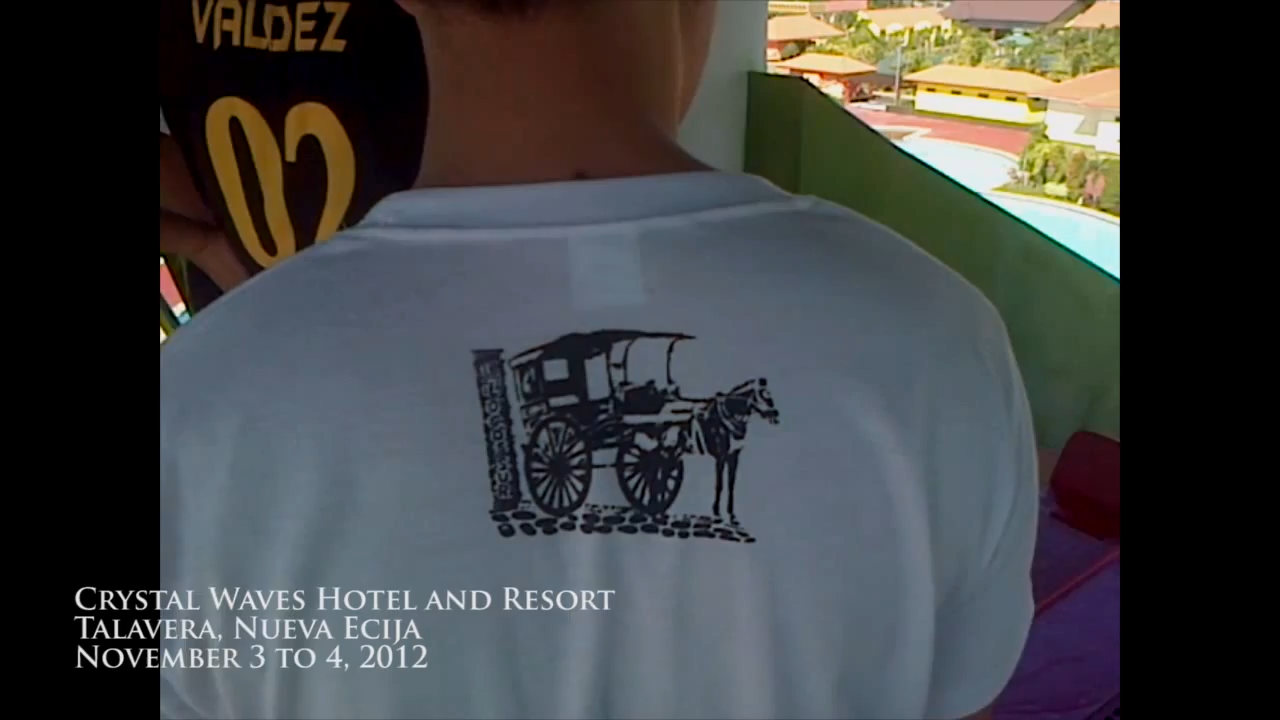 VALDEZ
02
CRYSTAL WAVES HOTEL AND RESORT
TALAVERA, NUEVA ECIJA
NOVEMBER 3 TO 4, 2012